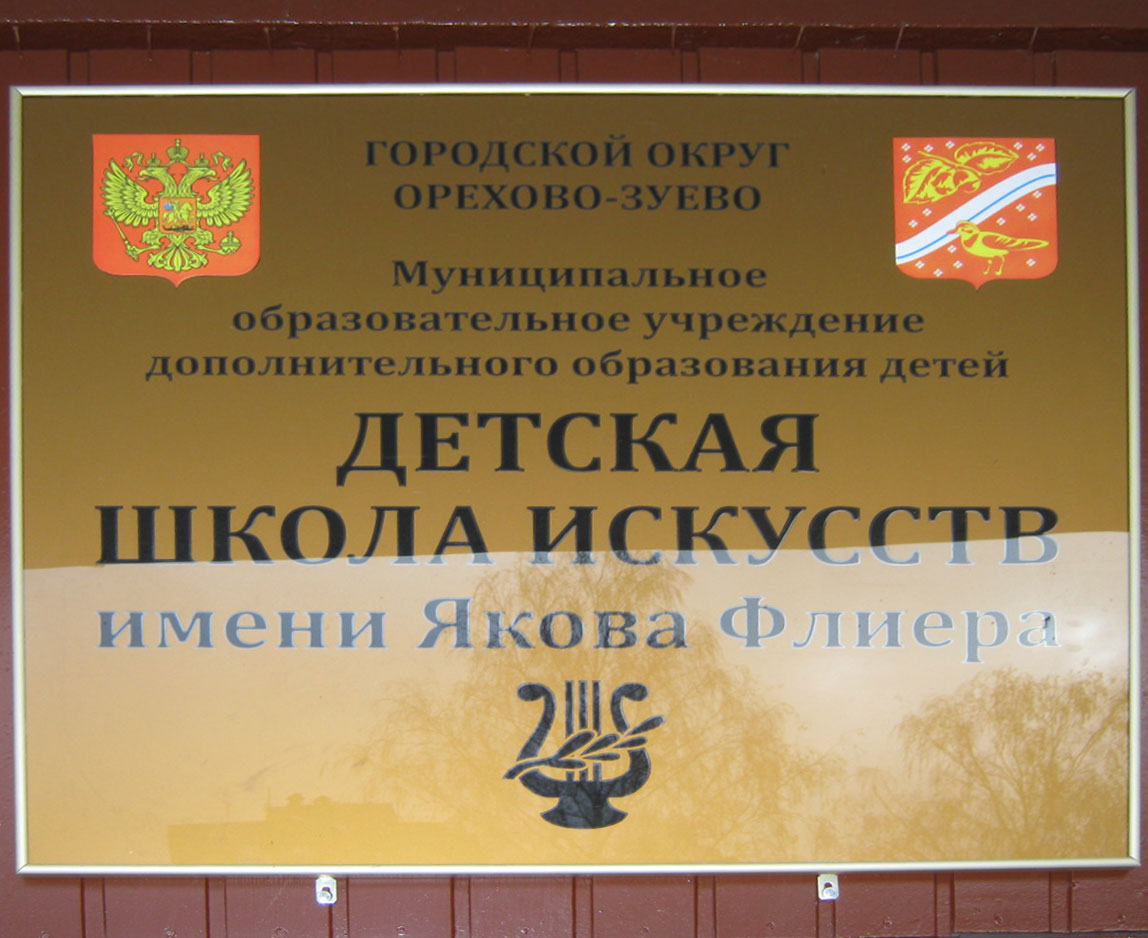 ГОРОДСКОЙ ОКРУГ
ОРЕХОВО-ЗУЕВО
Муниципальное
образовательное учреждение
дополнительного образования детей
ДЕТСКАЯ
ШКОЛА ИСКУССТВ
имени Якова Флиера